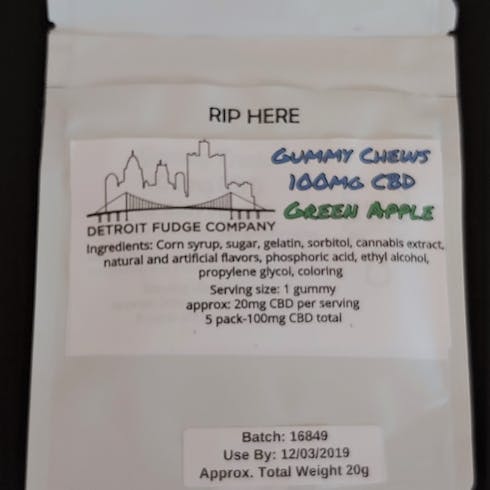 RIP HERE
GUMMY CHEWS
100MG CBD
GREEN APPLE
DETROIT FUDGE COMPANY
Ingredients: Corn syrup, sugar, gelatin, sorbitol, cannabis extract,
natural and artificial flavors, phosphoric acid, ethyl alcohol,
propylene glycol, coloring
Serving size: 1 gummy
approx: 20mg CBD per serving
5 pack-100mg CBD total
Batch: 16849
Use By: 12/03/2019
Approx. Total Weight 20g